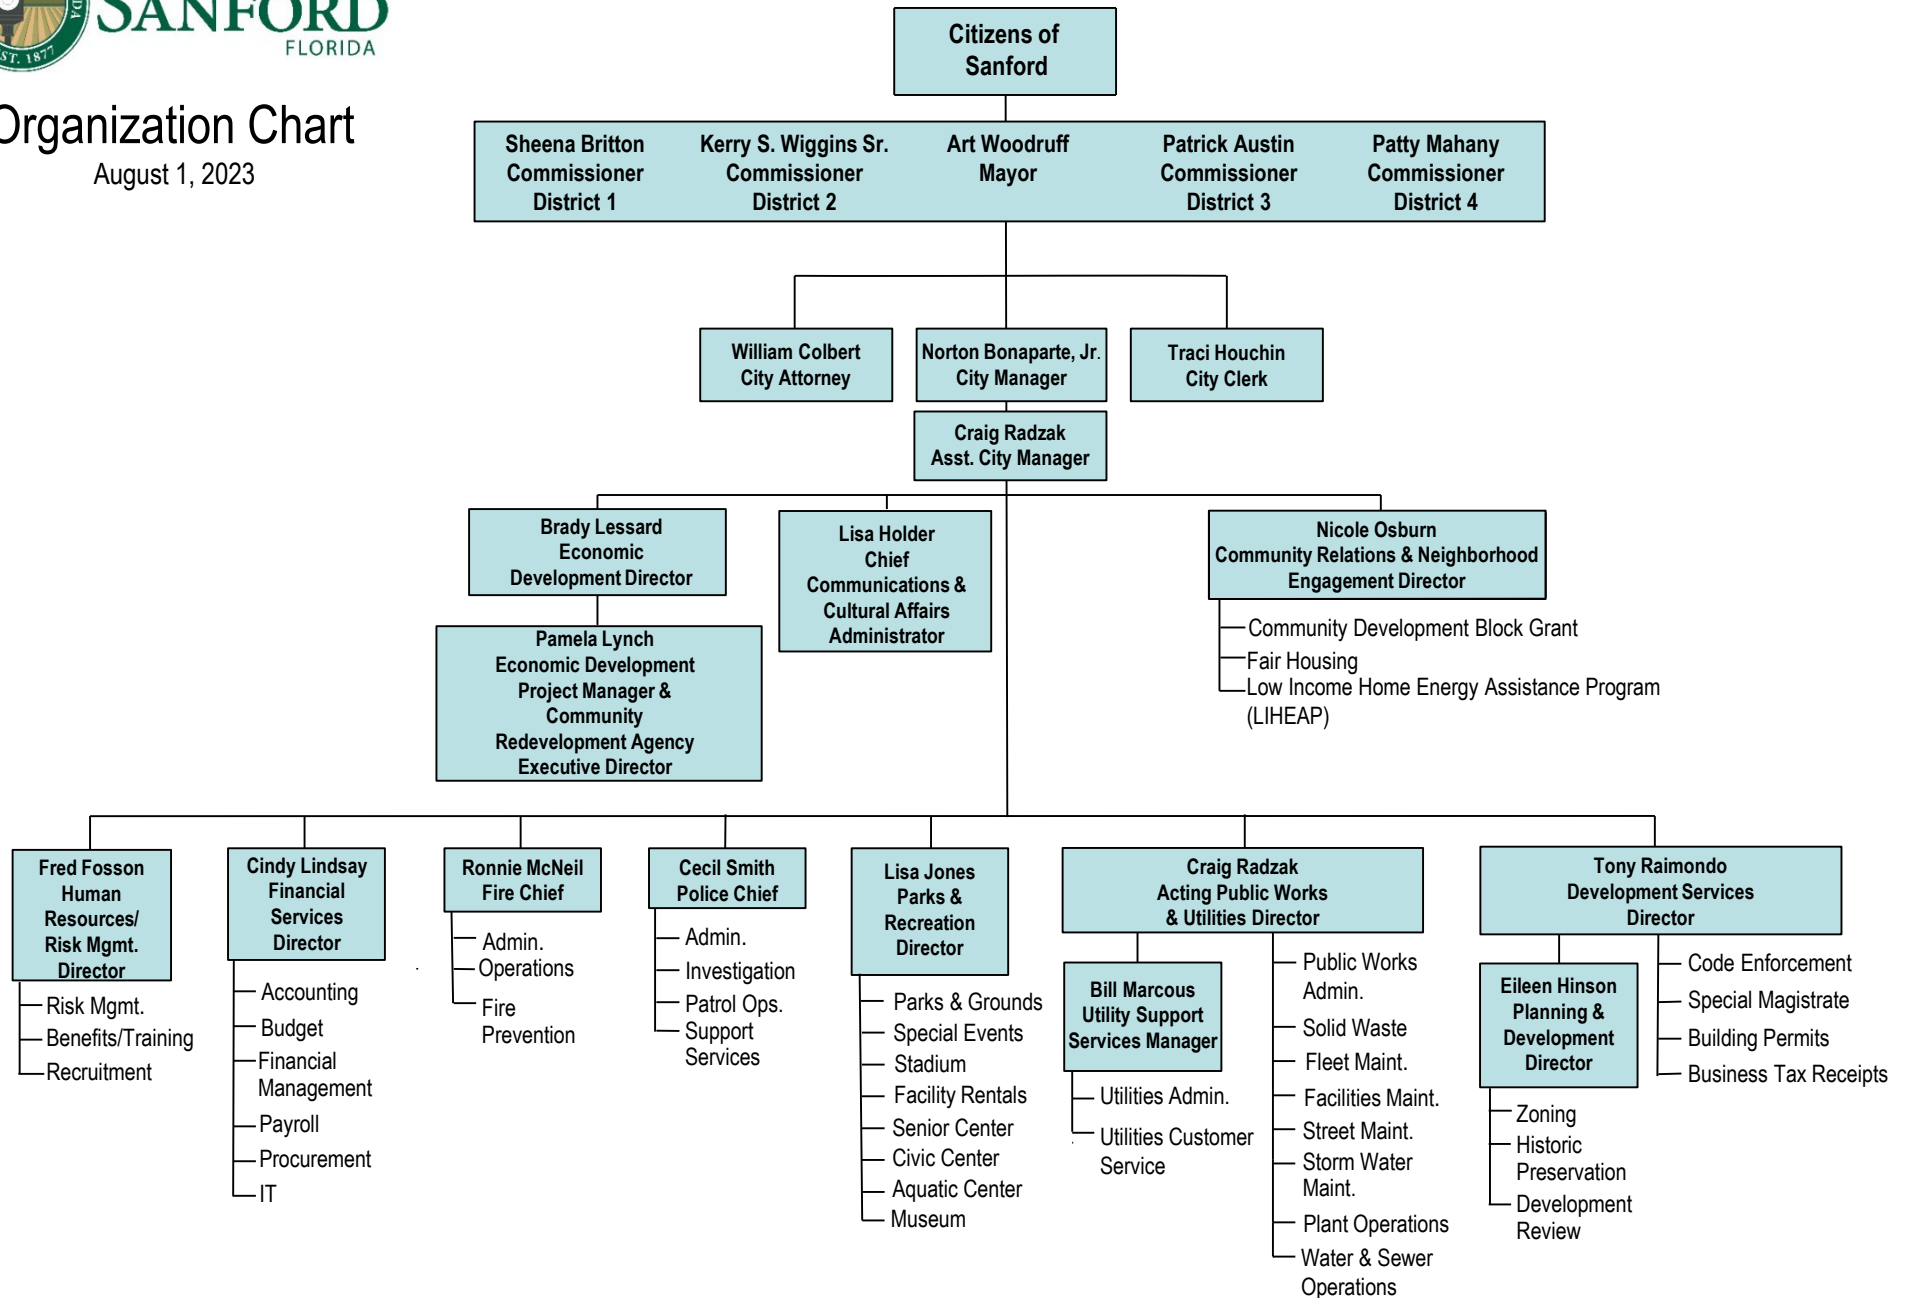 SANFORD
FLORIDA
EST. 1877
Organization Chart
August 1, 2023
Citizens of
Sanford
Sheena Britton
Commissioner
District 1
Kerry S. Wiggins Sr.
Commissioner
District 2
Art Woodruff
Mayor
Patrick Austin
Commissioner
District 3
Patty Mahany
Commissioner
District 4
William Colbert
City Attorney
Norton Bonaparte, Jr.
City Manager
Traci Houchin
City Clerk
Craig Radzak
Asst. City Manager
Brady Lessard
Economic
Development Director
Pamela Lynch
Economic Development
Project Manager &
Community
Redevelopment Agency
Executive Director
Lisa Holder
Chief
Communications &
Cultural Affairs
Administrator
Nicole Osburn
Community Relations & Neighborhood
Engagement Director
Community Development Block Grant
Fair Housing
Low Income Home Energy Assistance Program
(LIHEAP)
Fred Fosson
Human
Resources/
Risk Mgmt.
Director
Risk Mgmt.
Benefits/Training
Recruitment
Cindy Lindsay
Financial
Services
Director
Accounting
Budget
Financial
Management
Payroll
Procurement
IT
Ronnie McNeil
Fire Chief
Admin.
Operations
Fire
Prevention
Cecil Smith
Police Chief
Admin.
Investigation
Patrol Ops.
Support
Services
Lisa Jones
Parks &
Recreation
Director
Parks & Grounds
Special Events
Stadium
Facility Rentals
Senior Center
Civic Center
Aquatic Center
Museum
Craig Radzak
Acting Public Works
& Utilities Director
Bill Marcous
Utility Support
Services Manager
Utilities Admin.
Utilities Customer
Service
Public Works
Admin.
Solid Waste
Fleet Maint.
Facilities Maint.
Street Maint.
Storm Water
Maint.
Plant Operations
Water & Sewer
Operations
Tony Raimondo
Development Services
Director
Eileen Hinson
Planning &
Development
Director
Zoning
Historic
Preservation
Development
Review
Code Enforcement
Special Magistrate
Building Permits
Business Tax Receipts